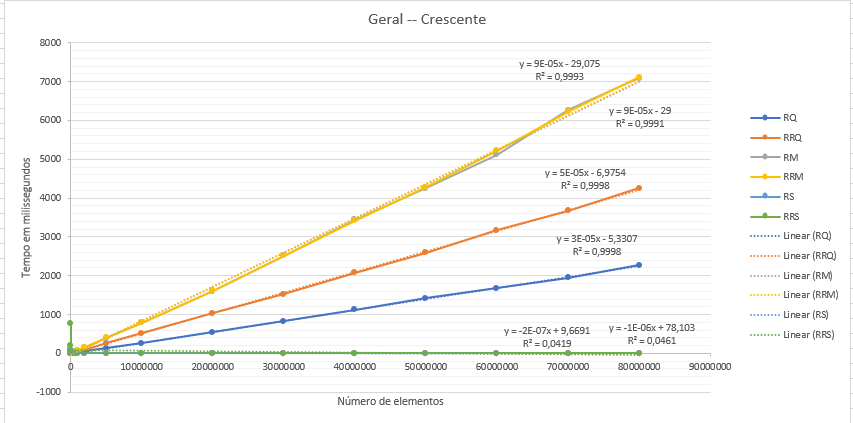 Geral -- Crescente
8000
7000
6000
5000
4000
3000
2000
1000
0
-1000
Tempo em milissegundos
y = 9E-05x - 29,075
R² = 0,9993
y = 9E-05x - 29
R² = 0,9991
y = 5E-05x - 6,9754
R² = 0,9998
y = 3E-05x - 5,3307
R² = 0,9998
y = -2E-07x + 9,6691
R² = 0,0419
y = -1E-06x + 78,103
R² = 0,0461
0
10000000
20000000
30000000
40000000
50000000
60000000
70000000
80000000
90000000
Número de elementos
RQ
RRQ
RM
RRM
RS
RRS
Linear (RQ)
Linear (RRQ)
Linear (RM)
Linear (RRM)
Linear (RS)
Linear (RRS)